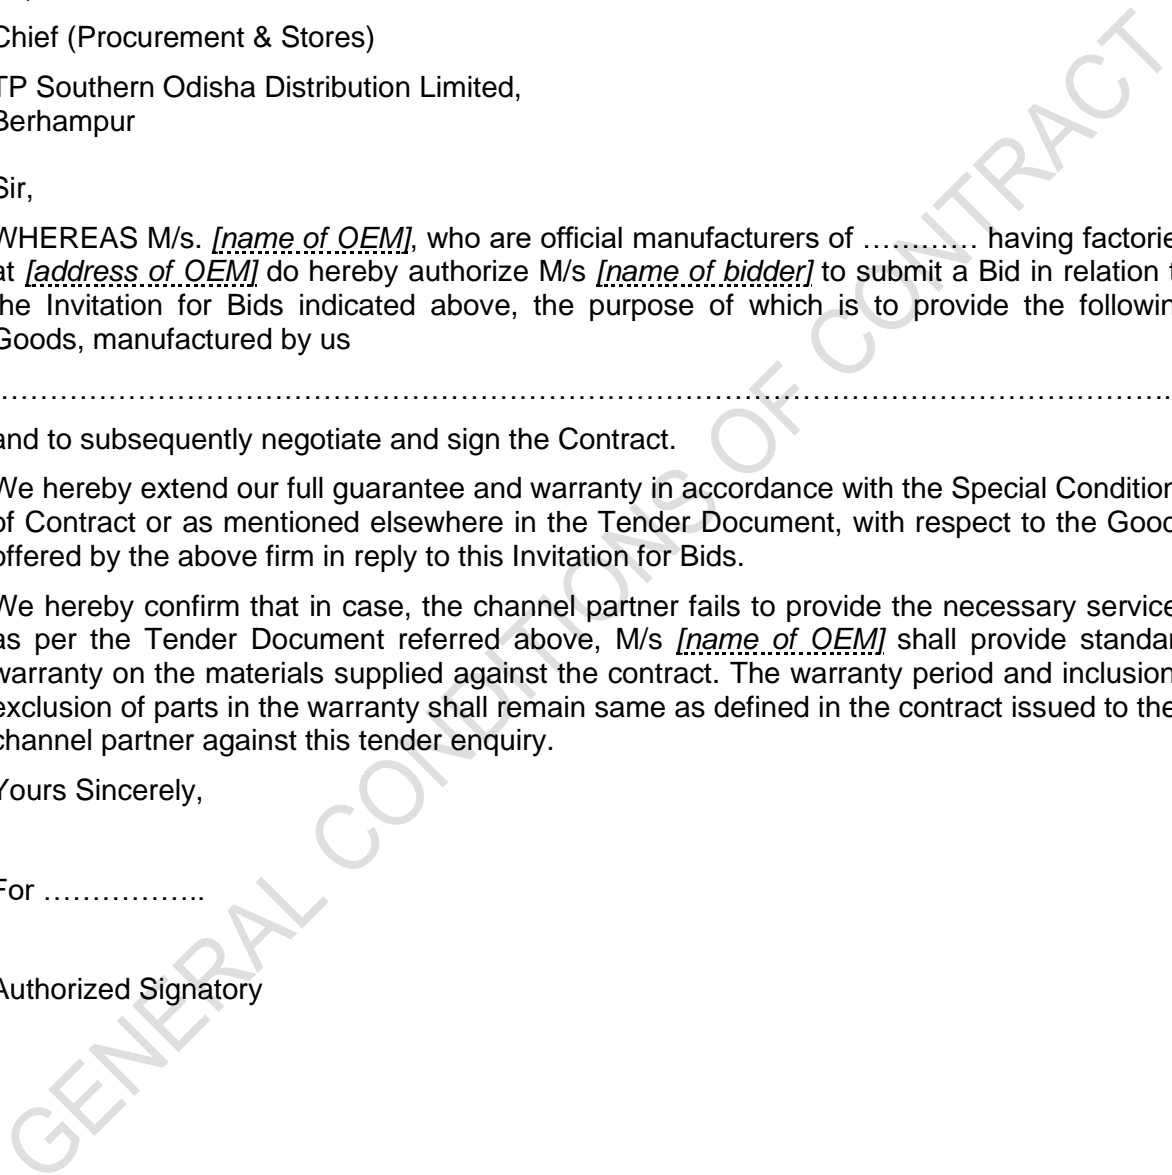 Chief (Procurement & Stores)
TP Southern Odisha Distribution Limited,
Berhampur
Sir,
WHEREAS M/s. [name of OEM], who are official manufacturers of ………… having factorie
at [address of OEM] do hereby authorize M/s [name of bidder] to submit a Bid in relation t
the Invitation for Bids indicated above, the purpose of which is to provide the followin
Goods, manufactured by us
………………………………………………………………………………………………………………
and to subsequently negotiate and sign the Contract.
We hereby extend our full guarantee and warranty in accordance with the Special Condition
of Contract or as mentioned elsewhere in the Tender Document, with respect to the Good
offered by the above firm in reply to this Invitation for Bids.
We hereby confirm that in case, the channel partner fails to provide the necessary service
as per the Tender Document referred above, M/s [name of OEM] shall provide standar
warranty on the materials supplied against the contract. The warranty period and inclusion
exclusion of parts in the warranty shall remain same as defined in the contract issued to the
channel partner against this tender enquiry.
Yours Sincerely,
For ……………..
Authorized Signatory
GENERAL CONDITIONS OF CONTRACT